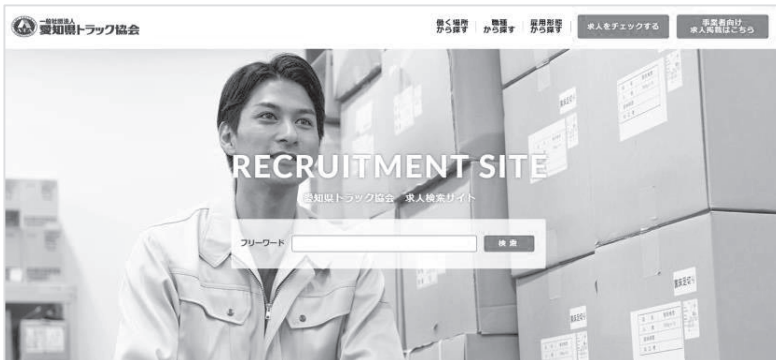 一般社団法人
愛知県トラック協会
働く場所
から探す
職種
から探す
雇用形態
から探す
求人をチェックする
事業者向け
求人掲載はこちら
RECRUITMENT SITE
愛知県トラック協会 求人検索サイト
フリーワード
検 索